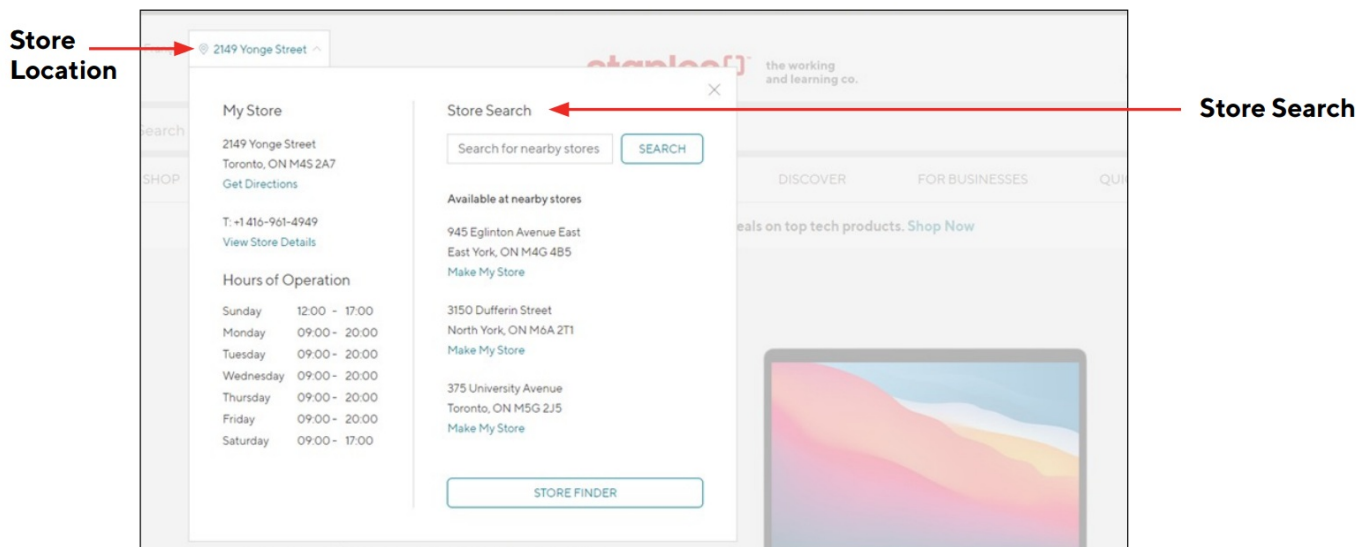 Store
Location
2149 Yonge Street
staples
the working
and learning co.
My Store
2149 Yonge Street
Toronto, ON M4S 2A7
Get Directions
T: +1 416-961-4949
View Store Details
Hours of Operation
Sunday 12:00 - 17:00
Monday 09:00 - 20:00
Tuesday 09:00 - 20:00
Wednesday 09:00 - 20:00
Thursday 09:00 - 20:00
Friday 09:00 - 20:00
Saturday 09:00 - 17:00
Store Search
Search for nearby stores SEARCH
Available at nearby stores
945 Eglinton Avenue East
East York, ON M4G 4B5
Make My Store
3150 Dufferin Street
North York, ON M6A 2T1
Make My Store
375 University Avenue
Toronto, ON M5G 2J5
Make My Store
STORE FINDER
Search
SHOP
DISCOVER FOR BUSINESSES
eals on top tech products. Shop Now
Store Search